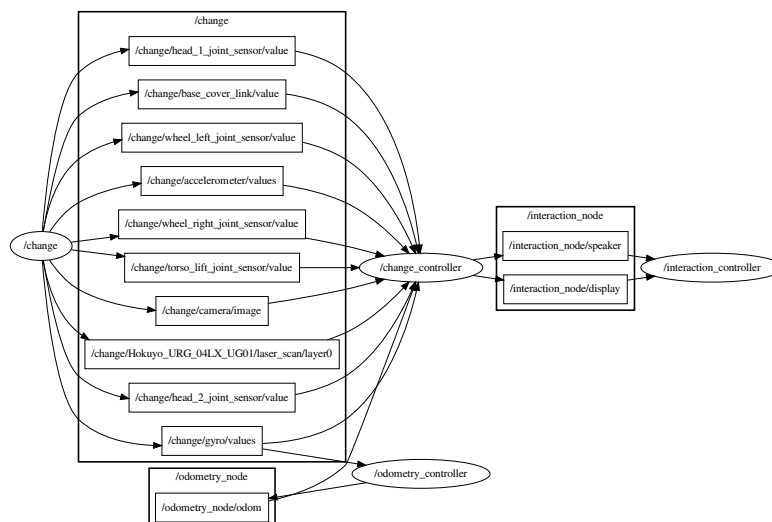 /change
/change/head_1_joint_sensor/value
/change/base_cover_link/value
/change/wheel_left_joint_sensor/value
/change/accelerometer/values
/change/wheel_right_joint_sensor/value
/change
/change/torso_lift_joint_sensor/value
/change/camera/image
/change/Hokuyo_URG_04LX_UG01/laser_scan/layer0
/change/head_2_joint_sensor/value
/change/gyro/values
/change_controller
/interaction_node
/interaction_node/speaker
/interaction_node/display
/interaction_controller
/odometry_node
/odometry_node/odom
/odometry_controller